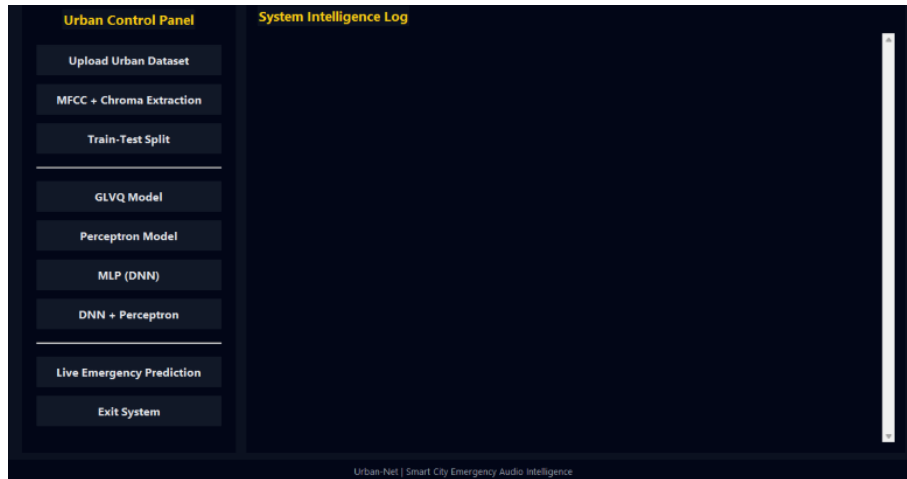 Urban Control Panel
System Intelligence Log
Upload Urban Dataset
MFCC + Chroma Extraction
Train-Test Split
GLVQ Model
Perceptron Model
MLP (DNN)
DNN + Perceptron
Live Emergency Prediction
Exit System
Urban-Net | Smart City Emergency Audio Intelligence